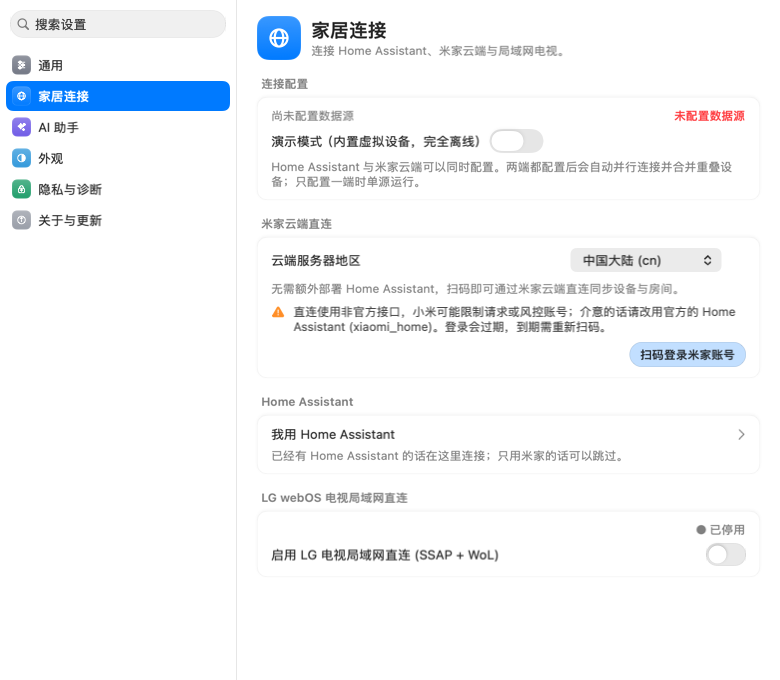 搜索设置
通用
家居连接
AI 助手
外观
隐私与诊断
关于与更新
家居连接
连接 Home Assistant、米家云端与局域网电视。
连接配置
尚未配置数据源
未配置数据源
演示模式（内置虚拟设备，完全离线）
Home Assistant 与米家云端可以同时配置。两端都配置后会自动并行连接并合并重叠设
备；只配置一端时单源运行。
米家云端直连
云端服务器地区
中国大陆 (cn)
无需额外部署 Home Assistant，扫码即可通过米家云端直连同步设备与房间。
直连使用非官方接口，小米可能限制请求或风控账号；介意的话请改用官方的 Home
Assistant (xiaomi_home)。登录会过期，到期需重新扫码。
扫码登录米家账号
Home Assistant
我用 Home Assistant
已经有 Home Assistant 的话在这里连接；只用米家的话可以跳过。
LG webOS 电视局域网直连
已停用
启用 LG 电视局域网直连 (SSAP + WoL)